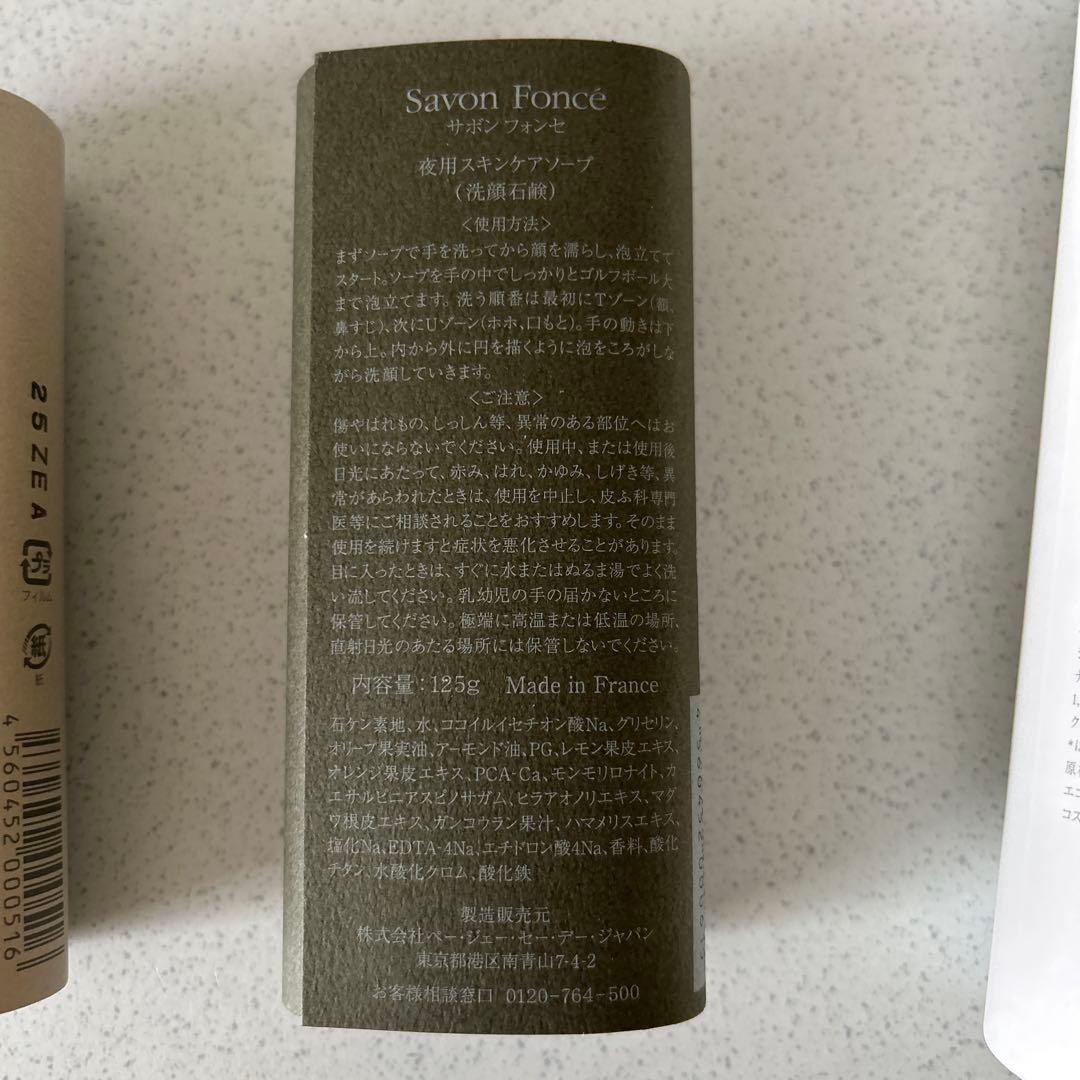 Savon Foncé
サボン フォンセ
夜用スキンケアソープ
(洗顔石鹸)
<使用方法>
まずソープで手を洗ってから顔を濡らし、泡立てて
スタート。ソープを手の中でしっかりとゴルフボール大
まで泡立てます。洗う順番は最初にTゾーン(額、
鼻すじ)、次にUゾーン(ホホ、口もと)。手の動きは下
から上。内から外に円を描くように泡をころがしな
がら洗顔していきます。
<ご注意>
傷やはれもの、しっしん等、異常のある部位へはお
使いにならないでください。使用中、または使用後
日光にあたって、赤み、はれ、かゆみ、しげき等、異
常があらわれたときは、使用を中止し、皮ふ科専門
医等にご相談されることをおすすめします。そのまま
使用を続けますと症状を悪化させることがあります。
目に入ったときは、すぐに水またはぬるま湯でよく洗
い流してください。乳幼児の手の届かないところに
保管してください。極端に高温または低温の場所、
直射日光のあたる場所には保管しないでください。
内容量:125g Made in France
石ケン素地、水、ココイルイセチオン酸Na、グリセリン、
オリーブ果実油、アーモンド油、PG、レモン果皮エキス、
オレンジ果皮エキス、PCA-Ca、モンモリロナイト、カ
エサルピニアスピノサガム、ヒラアオノリエキス、マグ
ワ根皮エキス、ガンコウラン果汁、ハマメリスエキス、
塩化Na、EDTA-4Na、エチドロン酸4Na、香料、酸化
チタン、水酸化クロム、酸化鉄
製造販売元
株式会社ペー・ジェー・セー・デー・ジャパン
東京都港区南青山7-4-2
お客様相談窓口 0120-764-500
25ZEA
プラ
フィルム
紙
紙
4 560452 000516